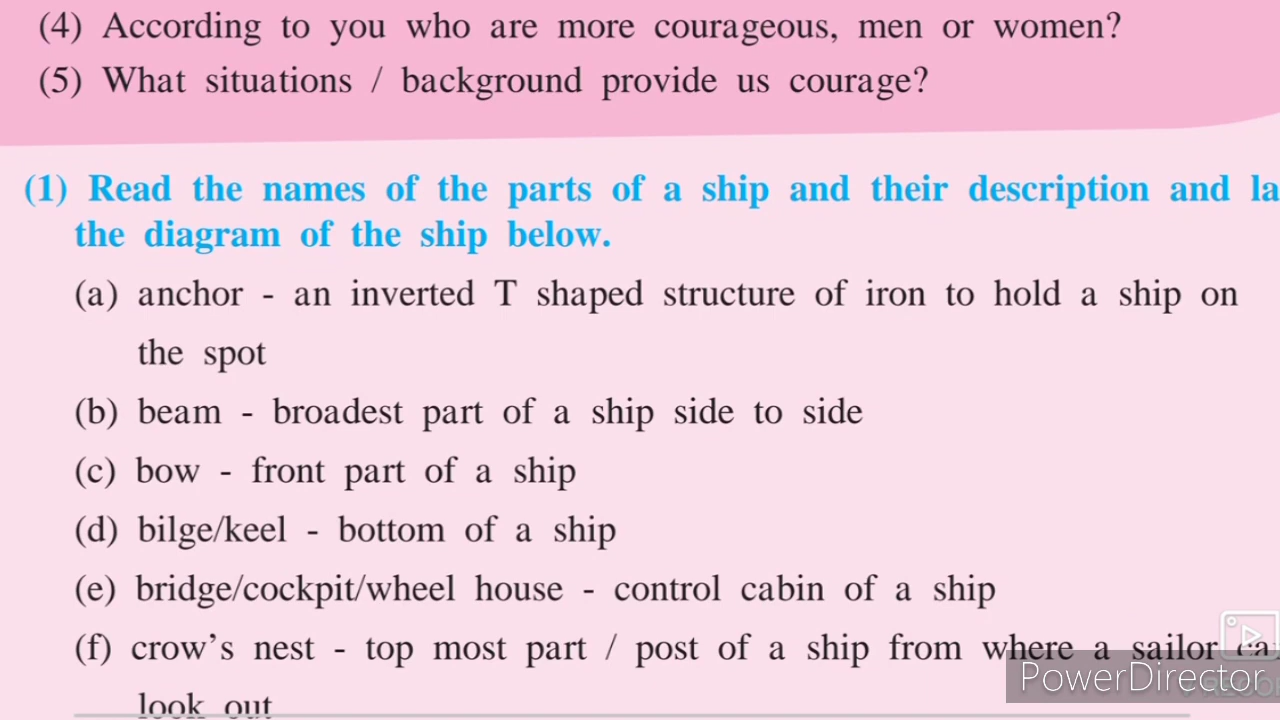 (4) According to you who are more courageous, men or women?
(5) What situations / background provide us courage?
(1) Read the names of the parts of a ship and their description and la
the diagram of the ship below.
(a) anchor - an inverted T shaped structure of iron to hold a ship on
the spot
(b) beam - broadest part of a ship side to side
(c) bow - front part of a ship
(d) bilge/keel - bottom of a ship
(e) bridge/cockpit/wheel house - control cabin of a ship
(f) crow's nest - top most part / post of a ship from where a sailor ca
look out
PowerDirector